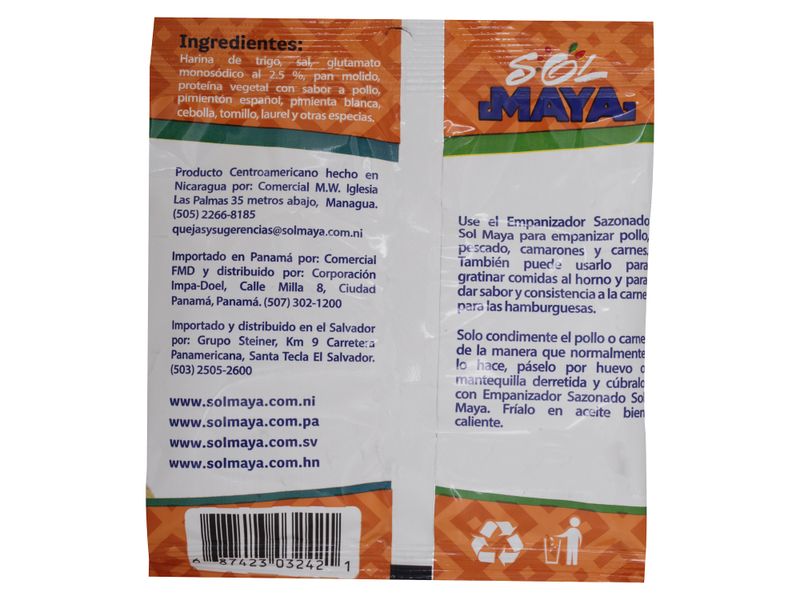 Ingredientes:
Harina de trigo, sal, glutamato
monosódico al 2.5 %, pan molido,
proteína vegetal con sabor a pollo,
pimientón español, pimienta blanca,
cebolla, tomillo, laurel y otras especias.
Producto Centroamericano hecho en
Nicaragua por: Comercial M.W. Iglesia
Las Palmas 35 metros abajo, Managua.
(505) 2266-8185
quejasysugerencias@solmaya.com.ni
Importado en Panamá por: Comercial
FMD y distribuido por: Corporación
Impa-Doel, Calle Milla 8, Ciudad
Panamá, Panamá. (507) 302-1200
Importado y distribuido en el Salvador
por: Grupo Steiner, Km 9 Carretera
Panamericana, Santa Tecla El Salvador.
(503) 2505-2600
www.solmaya.com.ni
www.solmaya.com.pa
www.solmaya.com.sv
www.solmaya.com.hn
6 87423 03242 1
SOL
MAYA
Use el Empanizador Sazonado
Sol Maya para empanizar pollo,
pescado, camarones y carnes.
También puede usarlo para
gratinar comidas al horno y para
dar sabor y consistencia a la carne
para las hamburguesas.
Solo condimente el pollo o carne
de la manera que normalmente
lo hace, páselo por huevo o
mantequilla derretida y cúbralo
con Empanizador Sazonado Sol
Maya. Fríalo en aceite bien
caliente.